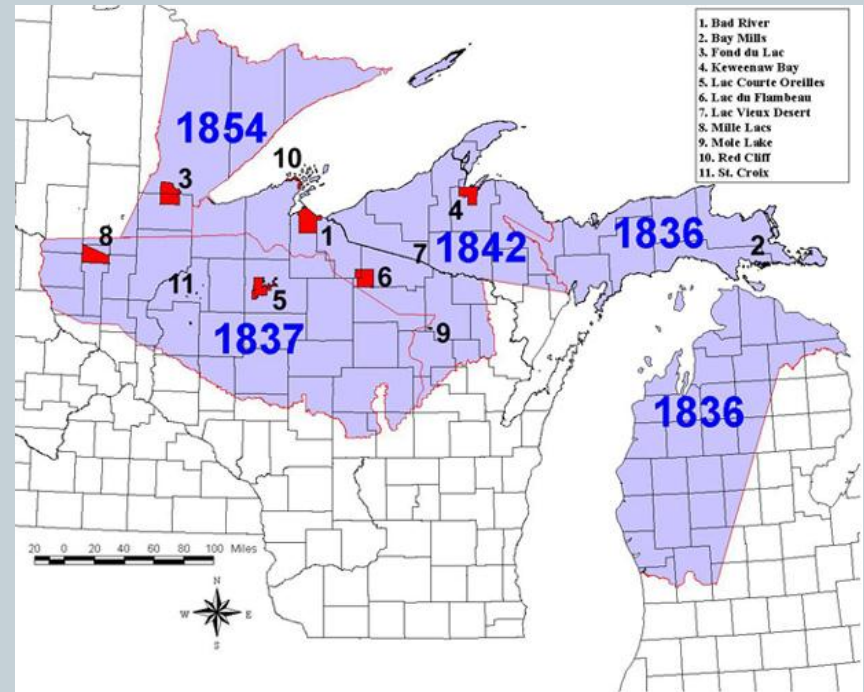 1. Bad River
2. Bay Mills
3. Fond du Lac
4. Keweenaw Bay
5. Lac Courte Oreilles
6. Lac du Flambeau
7. Lac Vieux Desert
8. Mille Lacs
9. Mole Lake
10. Red Cliff
11. St. Croix
1854
10
3
4
8
1
7
1842
1836
2
11
5
6
1837
9
1836
20 0 20 40 60 80 100 Miles
N
W E
S